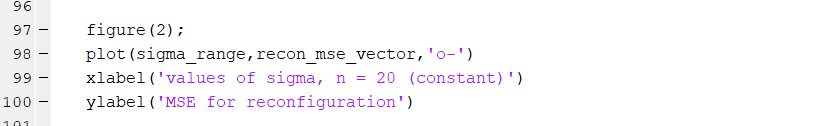 96
97 – figure(2);
98 – plot(sigma_range,recon_mse_vector,'o-')
99 – xlabel('values of sigma, n = 20 (constant)')
100 – ylabel('MSE for reconfiguration')
101